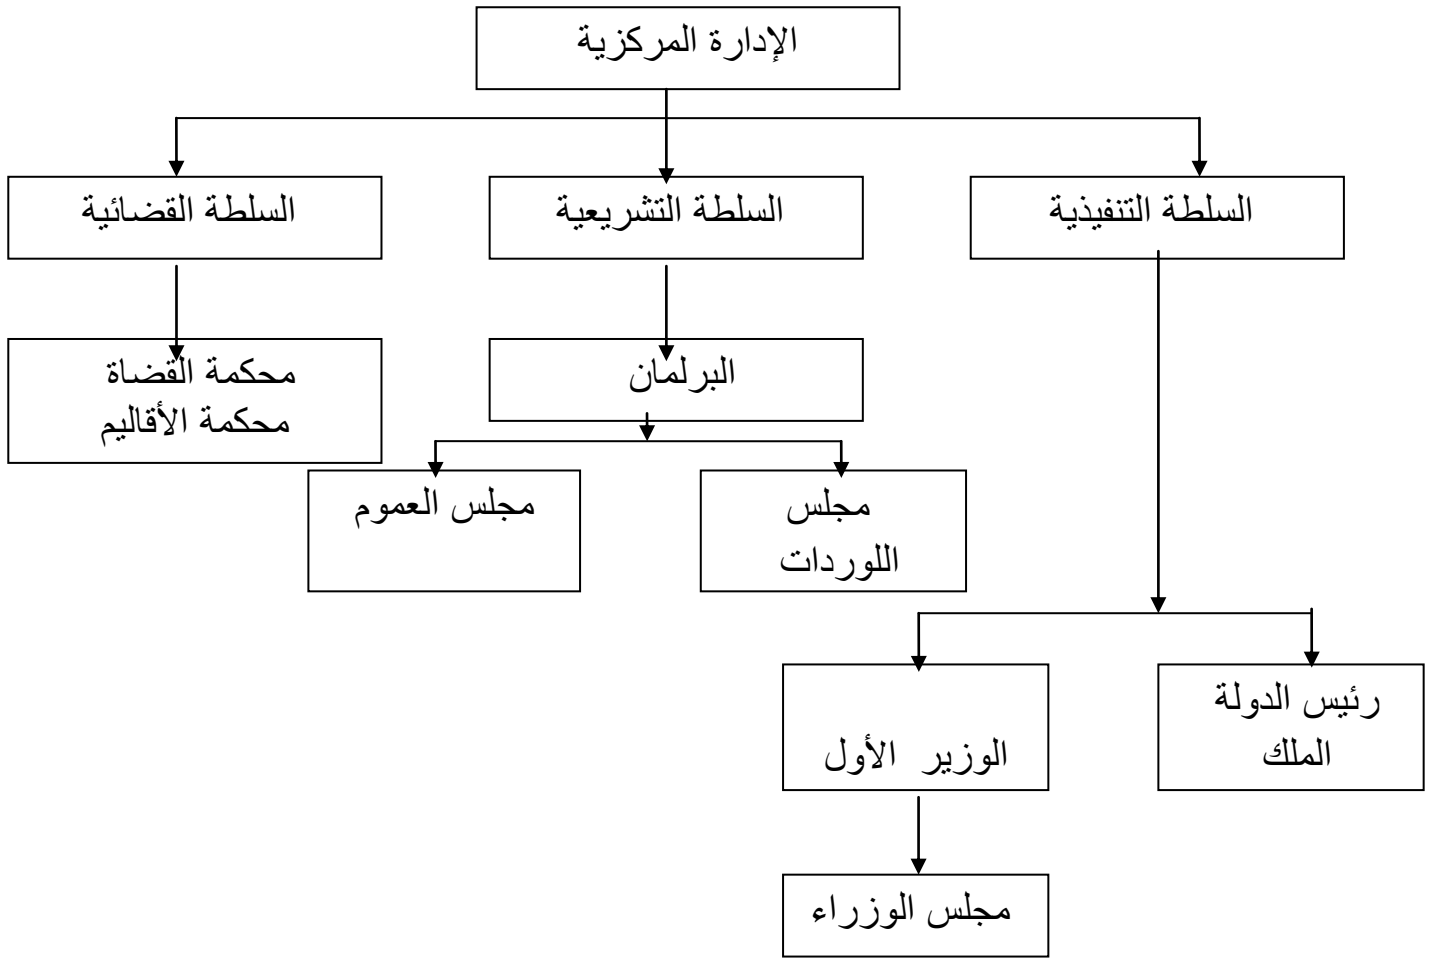 الإدارة المركزية
السلطة التنفيذية
السلطة التشريعية
السلطة القضائية
البرلمان
محكمة القضاة
محكمة الأقاليم
مجلس
اللوردات
مجلس العموم
رئيس الدولة
الملك
الوزير الأول
مجلس الوزراء